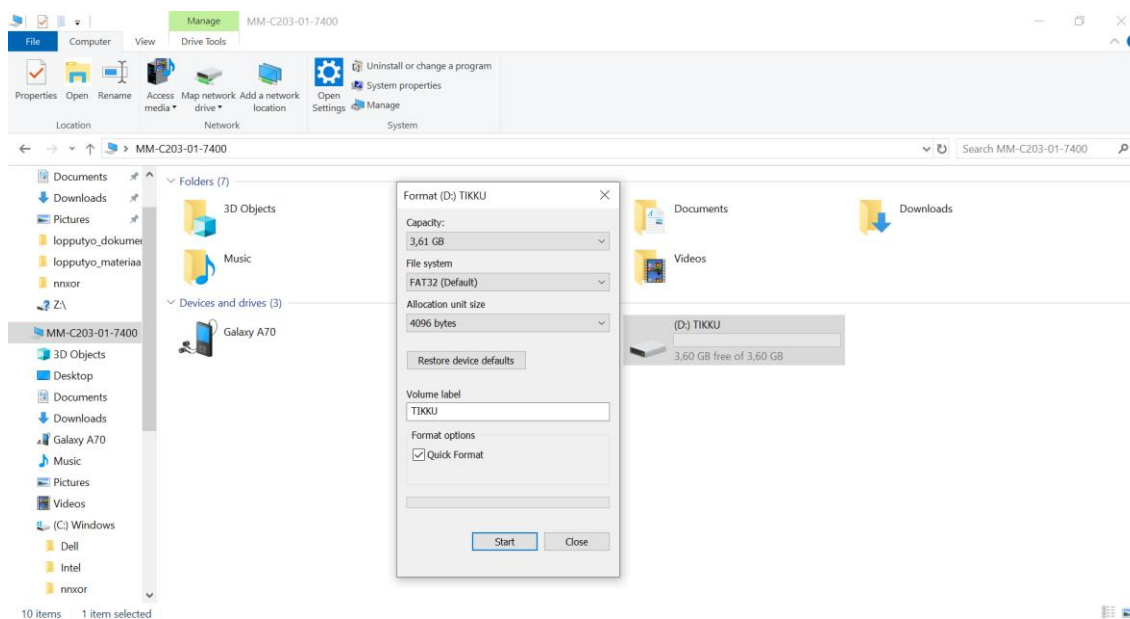 Manage
MM-C203-01-7400
File
Computer
View
Drive Tools
Properties
Open
Rename
Access media
Map network drive
Add a network location
Open Settings
Uninstall or change a program
System properties
Manage
Location
Network
System
MM-C203-01-7400
Search MM-C203-01-7400
Documents
Downloads
Pictures
lopputyo_dokumen
lopputyo_materiaa
nnxor
Z:\
MM-C203-01-7400
3D Objects
Desktop
Documents
Downloads
Galaxy A70
Music
Pictures
Videos
(C:) Windows
Dell
Intel
nnxor
Folders (7)
3D Objects
Music
Documents
Downloads
Videos
Devices and drives (3)
Galaxy A70
(D:) TIKKU
3,60 GB free of 3,60 GB
Format (D:) TIKKU
Capacity:
3,61 GB
File system
FAT32 (Default)
Allocation unit size
4096 bytes
Restore device defaults
Volume label
TIKKU
Format options
Quick Format
Start
Close
10 items
1 item selected